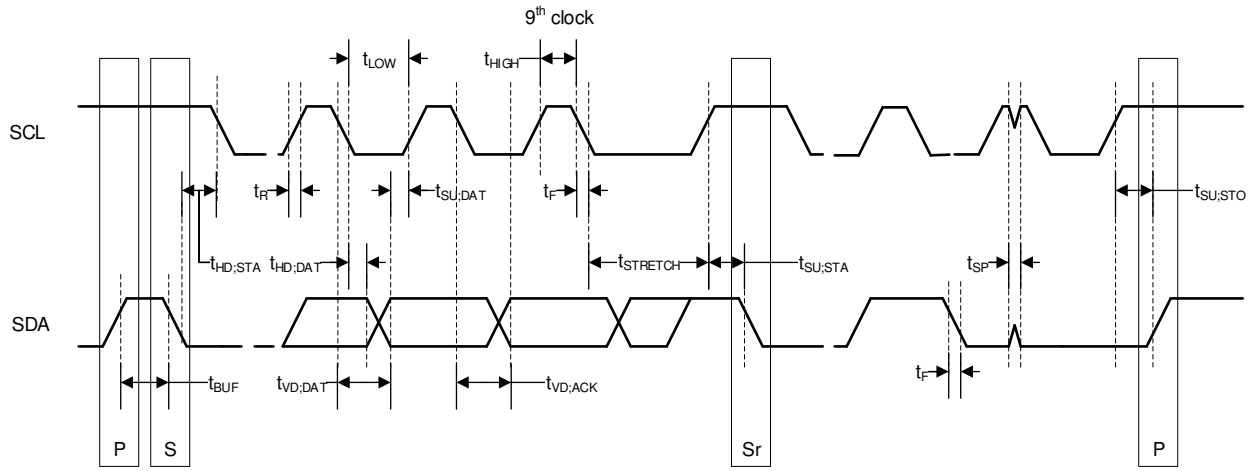 9th clock
tLOW
tHIGH
SCL
tR
tSU;DAT
tF
tSU;STO
tHD;STA
tHD;DAT
tSTRETCH
tSU;STA
tSP
SDA
tBUF
tVD;DAT
tVD;ACK
tF
P
S
Sr
P